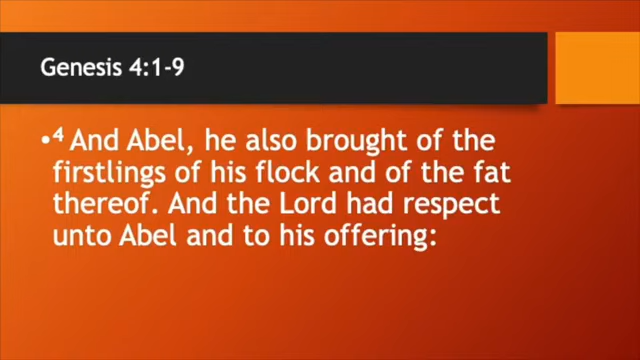 Genesis 4:1-9
•⁴ And Abel, he also brought of the
firstlings of his flock and of the fat
thereof. And the Lord had respect
unto Abel and to his offering: